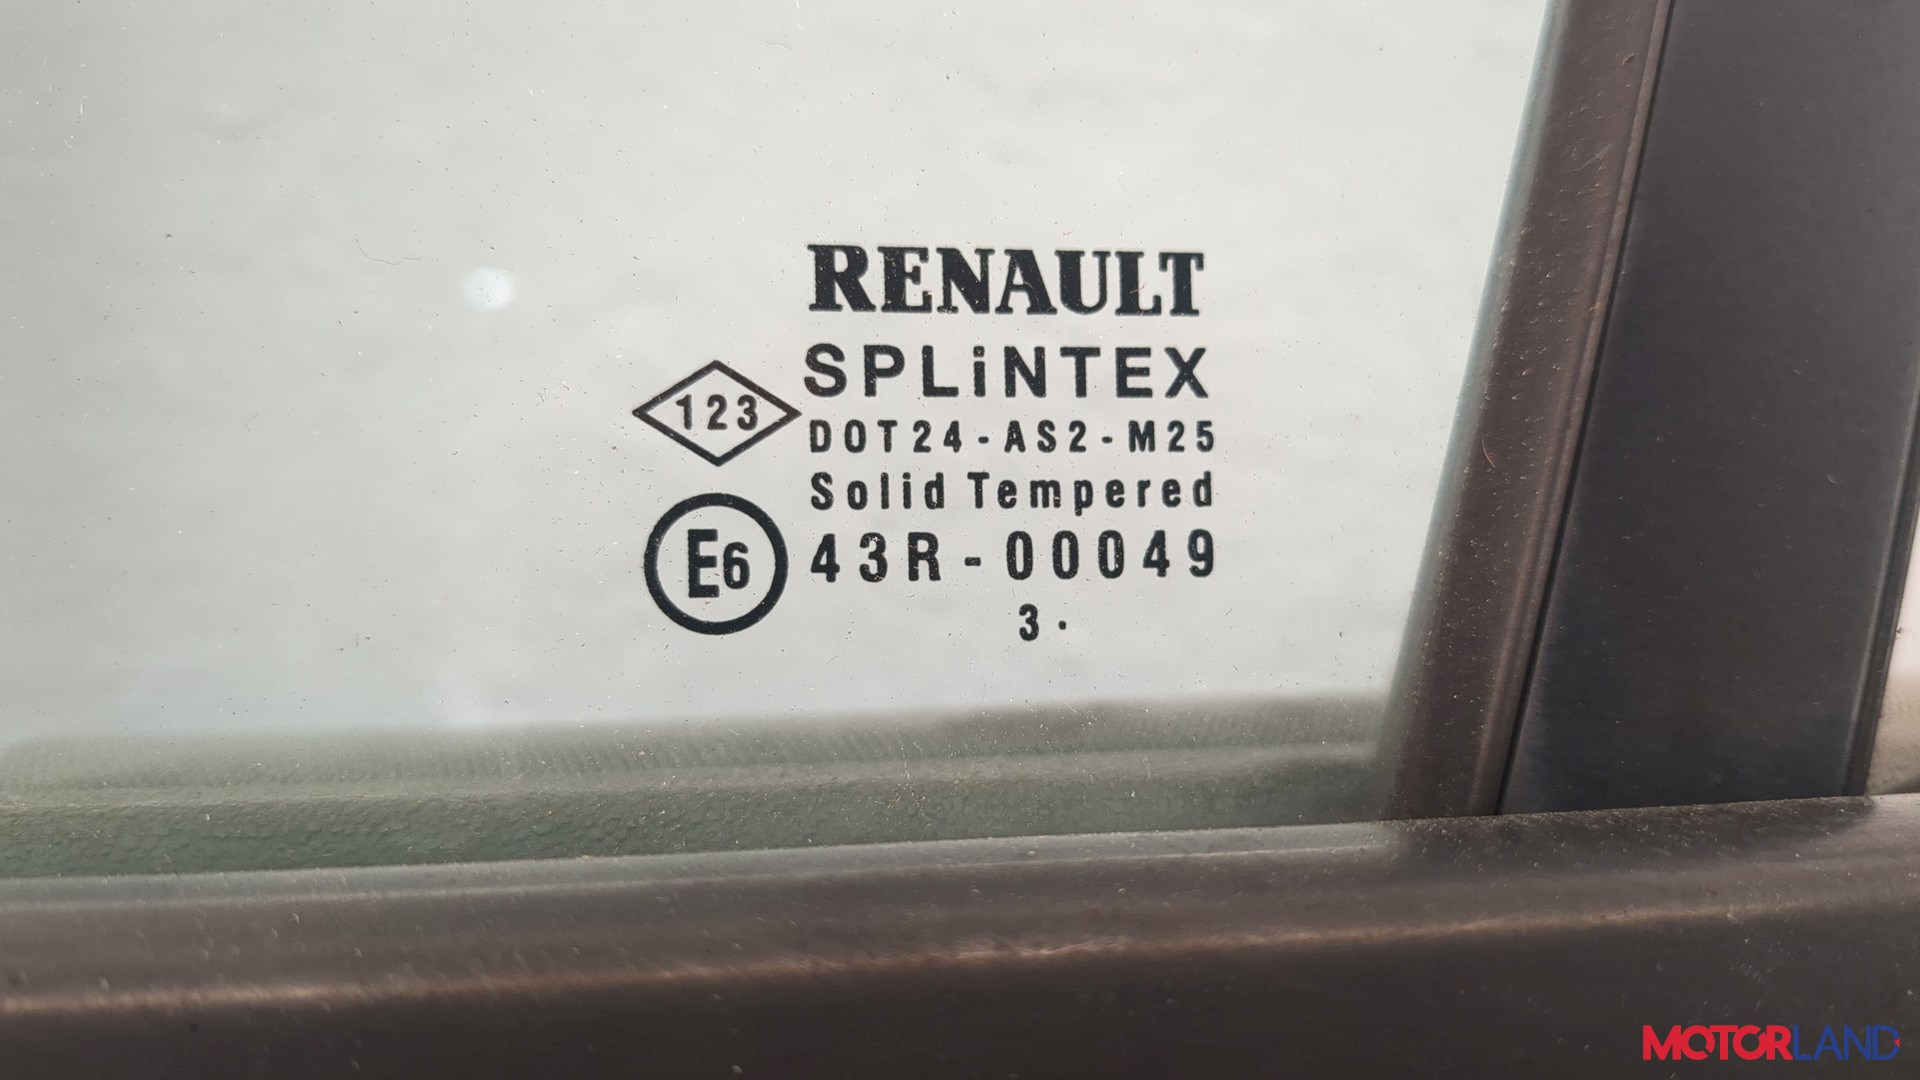 RENAULT
SPLiNTEX
123
DOT24-AS2-M25
Solid Tempered
E6 43R-00049
3 .
MOTORLAND